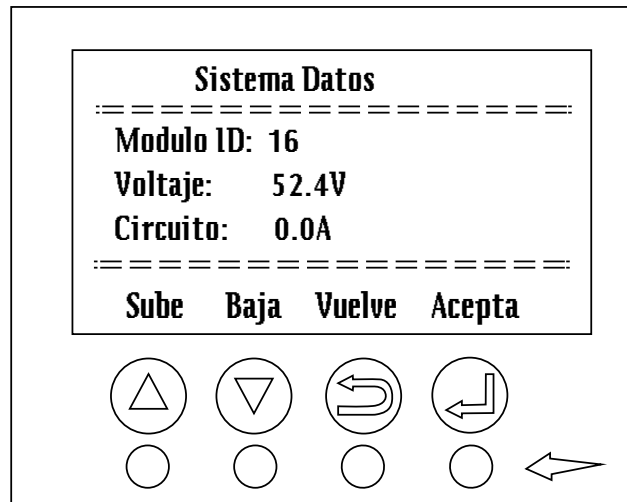 Sistema Datos
Modulo ID: 16
Voltaje: 52.4V
Circuito: 0.0A
Sube Baja Vuelve Acepta